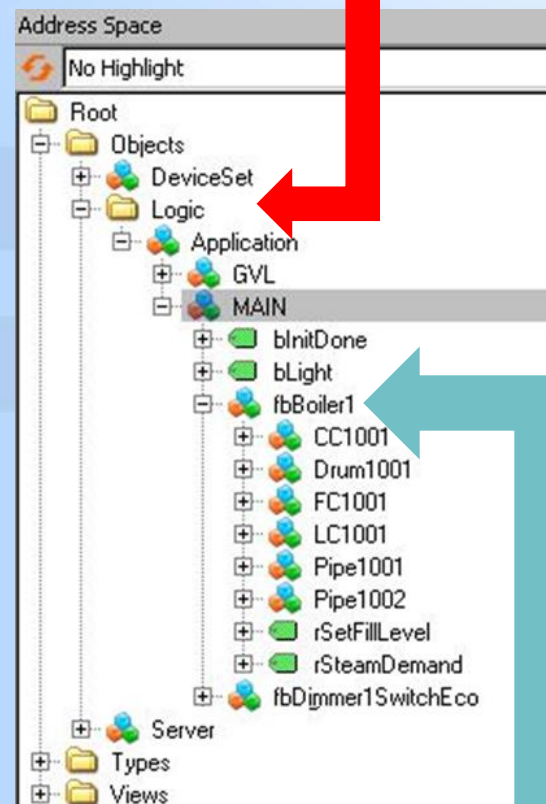 Address Space
No Highlight
Root
Objects
DeviceSet
Logic
Application
GVL
MAIN
bInitDone
bLight
fbBoiler1
CC1001
Drum1001
FC1001
LC1001
Pipe1001
Pipe1002
rSetFillLevel
rSteamDemand
fbDimmer1SwitchEco
Server
Types
Views